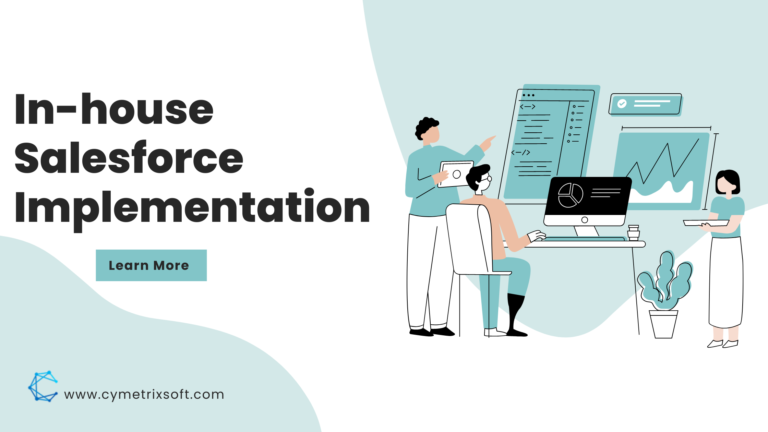 In-house
Salesforce
Implementation
Learn More
www.cymetrixsoft.com